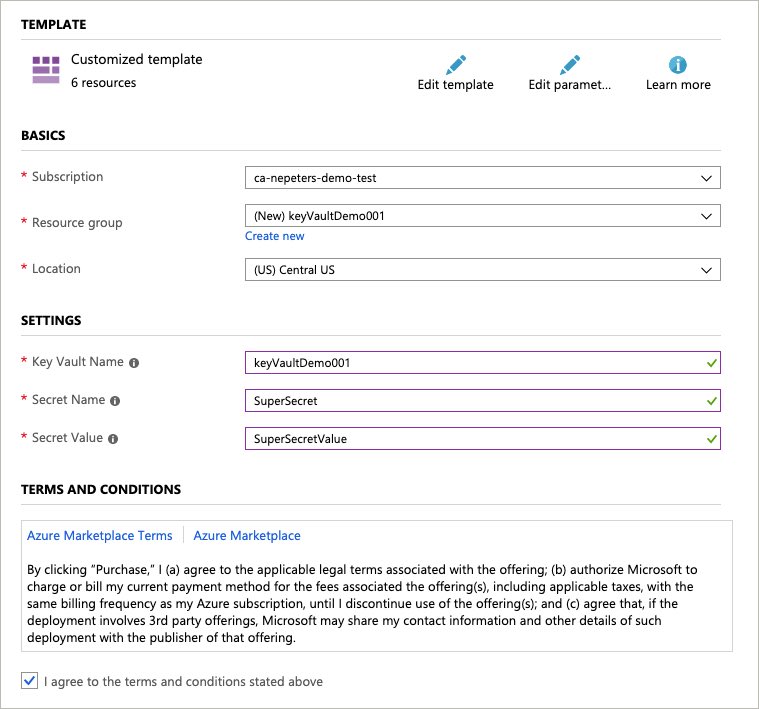 TEMPLATE
Customized template
6 resources
Edit template
Edit paramet...
Learn more
BASICS
* Subscription
ca-nepeters-demo-test
* Resource group
(New) keyVaultDemo001
Create new
* Location
(US) Central US
SETTINGS
* Key Vault Name
keyVaultDemo001
* Secret Name
SuperSecret
* Secret Value
SuperSecretValue
TERMS AND CONDITIONS
Azure Marketplace Terms | Azure Marketplace
By clicking “Purchase,” I (a) agree to the applicable legal terms associated with the offering; (b) authorize Microsoft to
charge or bill my current payment method for the fees associated the offering(s), including applicable taxes, with the
same billing frequency as my Azure subscription, until I discontinue use of the offering(s); and (c) agree that, if the
deployment involves 3rd party offerings, Microsoft may share my contact information and other details of such
deployment with the publisher of that offering.
I agree to the terms and conditions stated above